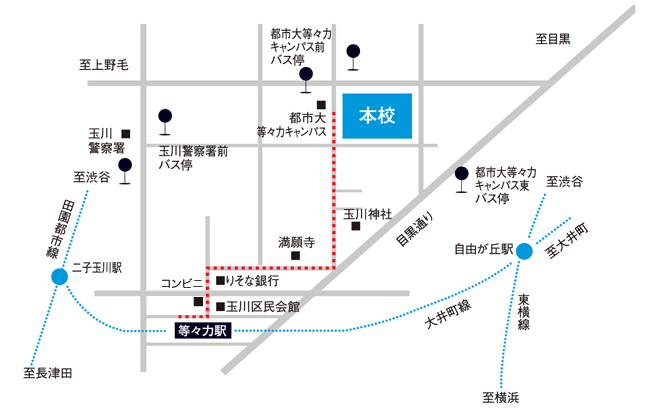 都市大等々力
キャンパス前
バス停
至目黒
至上野毛
都市大
等々力キャンパス
本校
玉川
警察署
玉川警察署前
バス停
至渋谷
都市大等々力
キャンパス東
バス停
至渋谷
田園都市線
玉川神社
目黒通り
満願寺
自由が丘駅
至大井町
二子玉川駅
コンビニ
りそな銀行
玉川区民会館
等々力駅
大井町線
東横線
至長津田
至横浜